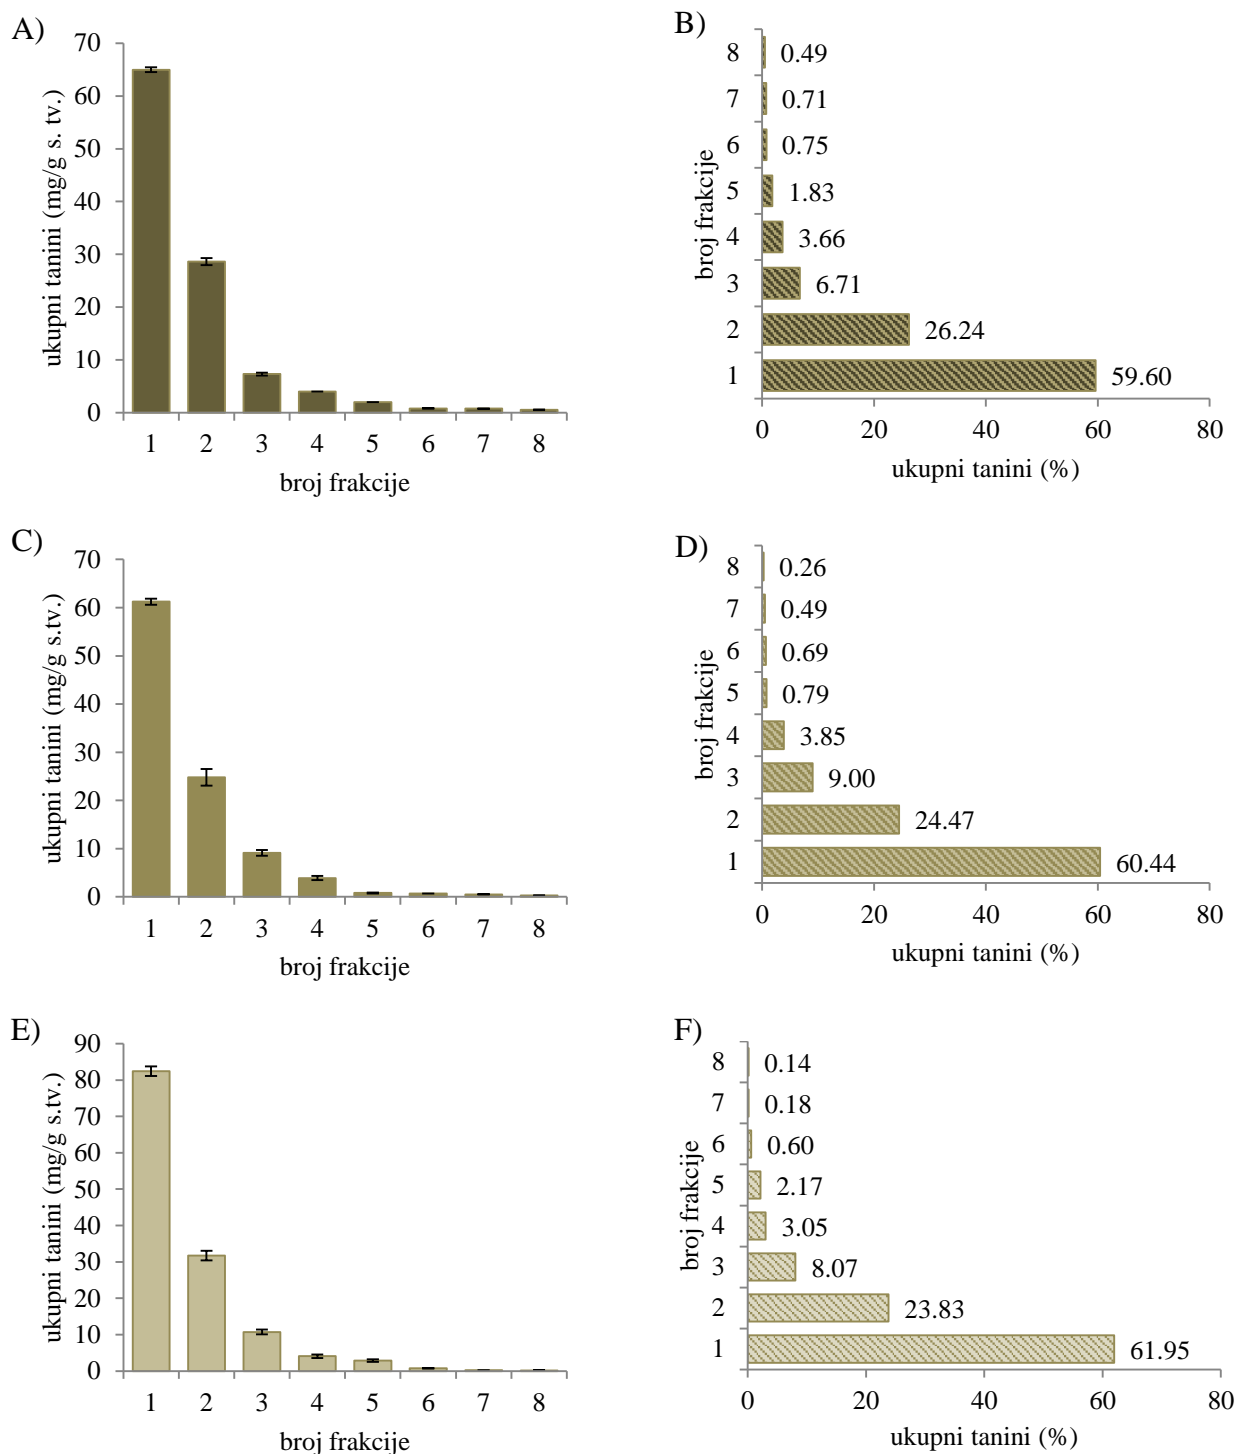 A)
70
60
50
40
30
20
10
0
ukupni tanini (mg/g s. tv.)
1 2 3 4 5 6 7 8
broj frakcije
B)
8 0.49
7 0.71
6 0.75
5 1.83
4 3.66
3 6.71
2 26.24
1 59.60
broj frakcije
0 20 40 60 80
ukupni tanini (%)
C)
70
60
50
40
30
20
10
0
ukupni tanini (mg/g s.tv.)
1 2 3 4 5 6 7 8
broj frakcije
D)
8 0.26
7 0.49
6 0.69
5 0.79
4 3.85
3 9.00
2 24.47
1 60.44
broj frakcije
0 20 40 60 80
ukupni tanini (%)
E)
90
80
70
60
50
40
30
20
10
0
ukupni tanini (mg/g s.tv.)
1 2 3 4 5 6 7 8
broj frakcije
F)
8 0.14
7 0.18
6 0.60
5 2.17
4 3.05
3 8.07
2 23.83
1 61.95
broj frakcije
0 20 40 60 80
ukupni tanini (%)